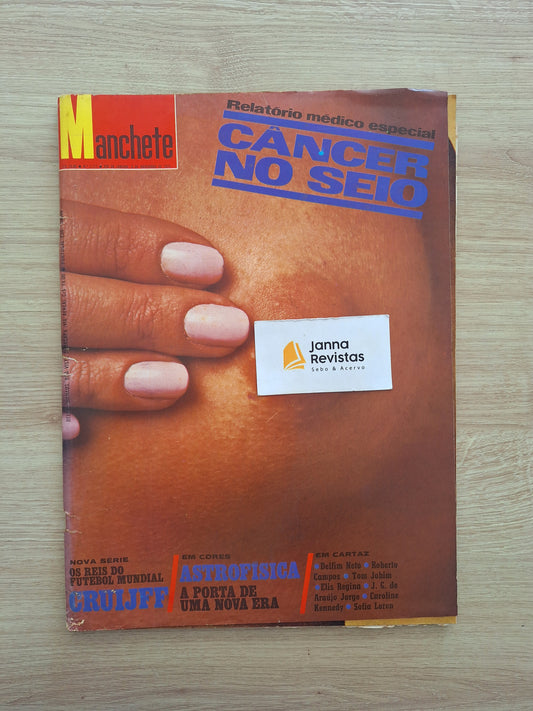 Manchete
Relatório médico especial
CÂNCER
NO SEIO
Janna
Revistas
Sebo & Acervo
NOVA SÉRIE
OS REIS DO
FUTEBOL MUNDIAL
CRUIJFF
EM CORES
ASTROFISICA
A PORTA DE
UMA NOVA ERA
EM CARTAZ
Delfim Neto Roberto
Campos Tom Jobim
Elis Regina J. G. de
Araújo Jorge Caroline
Kennedy Sofia Loren